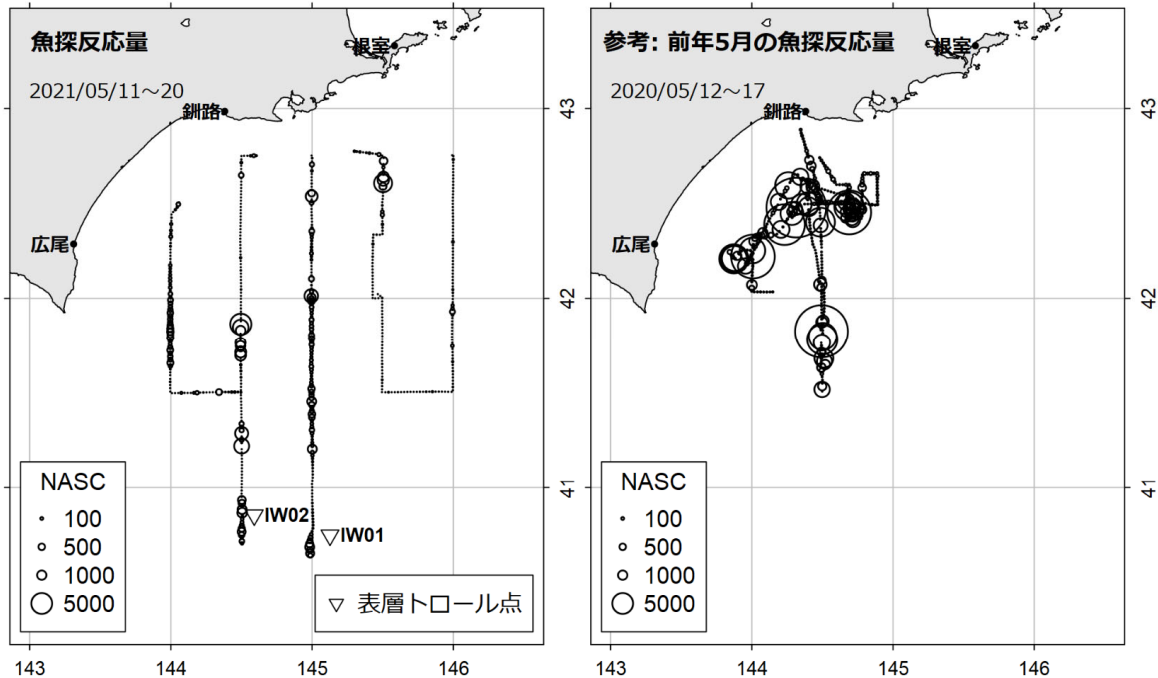 魚探反応量
2021/05/11~20
根室
釧路
広尾
IW02
IW01
NASC
100
500
1000
5000
▽ 表層トロール点
43
42
41
143 144 145 146
参考: 前年5月の魚探反応量
2020/05/12~17
根室
釧路
広尾
NASC
100
500
1000
5000
43
42
41
143 144 145 146